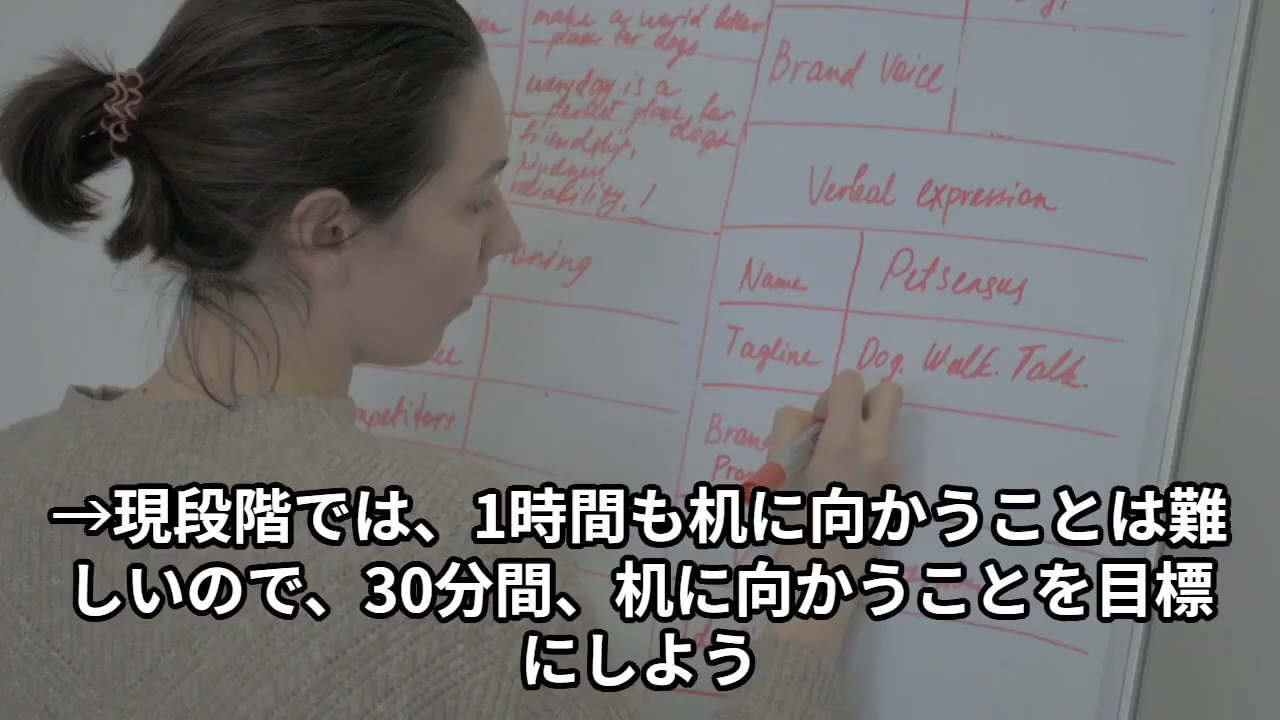 make a world better
place for dogs
everyday is a
perfect place for
dogs
friendship,
kindness
reliability, !
Brand Voice
Verbal expression
Name
Petsensus
Tagline
Dog. Walk. Talk.
→現段階では、1時間も机に向かうことは難
しいので、30分間、机に向かうことを目標
にしよう